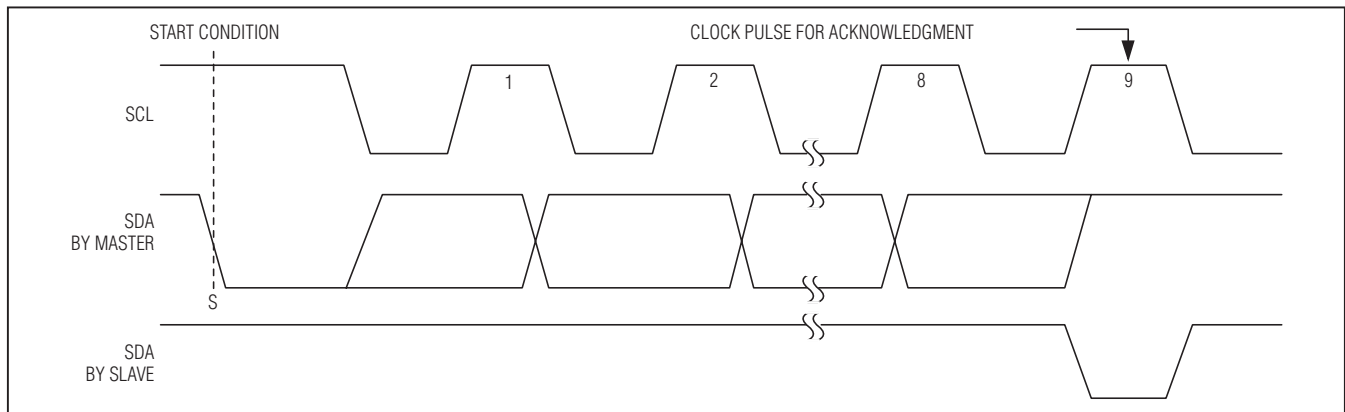 START CONDITION
CLOCK PULSE FOR ACKNOWLEDGMENT
SCL
1
2
8
9
SDA
BY MASTER
S
SDA
BY SLAVE